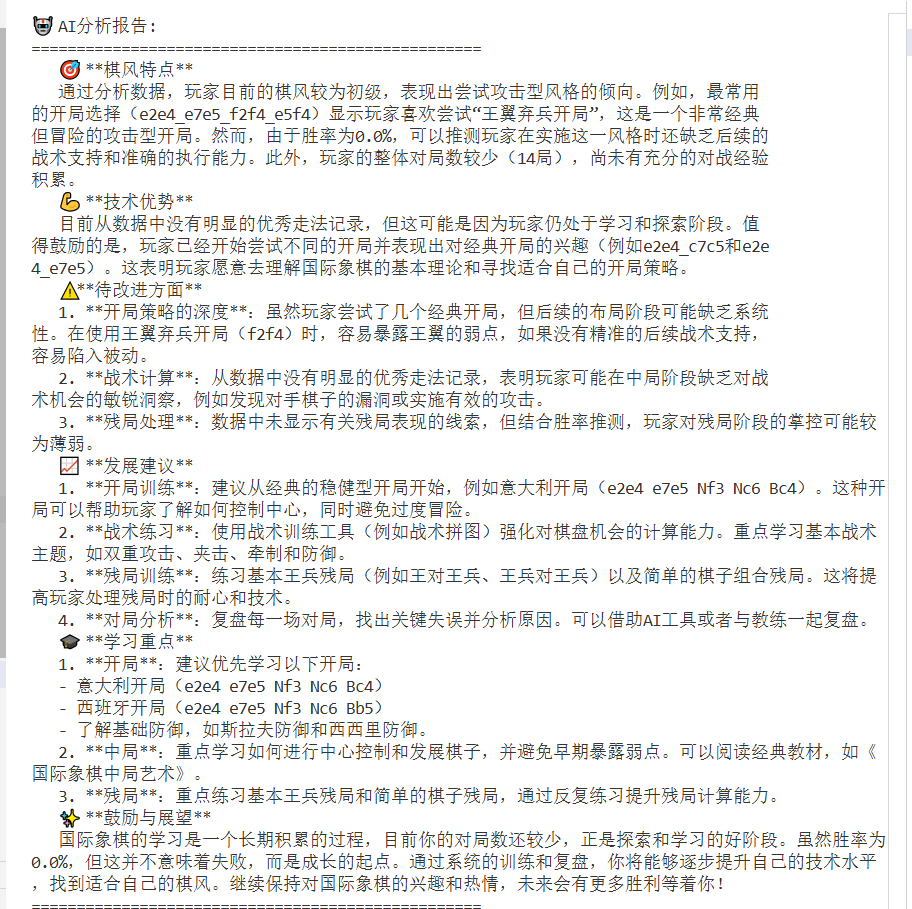 🤖 AI分析报告:
==================================================
🎯 **棋风特点**
通过分析数据，玩家目前的棋风较为初级，表现出尝试攻击型风格的倾向。例如，最常用
的开局选择（e2e4_e7e5_f2f4_e5f4）显示玩家喜欢尝试“王翼弃兵开局”，这是一个非常经典
但冒险的攻击型开局。然而，由于胜率为0.0%，可以推测玩家在实施这一风格时还缺乏后续的
战术支持和准确的执行能力。此外，玩家的整体对局数较少（14局），尚未有充分的对战经验
积累。
💪 **技术优势**
目前从数据中没有明显的优秀走法记录，但这可能是因为玩家仍处于学习和探索阶段。值
得鼓励的是，玩家已经开始尝试不同的开局并表现出对经典开局的兴趣（例如e2e4_c7c5和e2e
4_e7e5）。这表明玩家愿意去理解国际象棋的基本理论和寻找适合自己的开局策略。
⚠️**待改进方面**
1. **开局策略的深度**: 虽然玩家尝试了几个经典开局，但后续的布局阶段可能缺乏系统
性。在使用王翼弃兵开局（f2f4）时，容易暴露王翼的弱点，如果没有精准的后续战术支持，
容易陷入被动。
2. **战术计算**: 从数据中没有明显的优秀走法记录，表明玩家可能在中局阶段缺乏对战
术机会的敏锐洞察，例如发现对手棋子的漏洞或实施有效的攻击。
3. **残局处理**: 数据中未显示有关残局表现的线索，但结合胜率推测，玩家对残局阶段的掌控可能较
为薄弱。
📈 **发展建议**
1. **开局训练**: 建议从经典的稳健型开局开始，例如意大利开局（e2e4 e7e5 Nf3 Nc6 Bc4）。这种开
局可以帮助玩家了解如何控制中心，同时避免过度冒险。
2. **战术练习**: 使用战术训练工具（例如战术拼图）强化对棋盘机会的计算能力。重点学习基本战术
主题，如双重攻击、夹击、牵制和防御。
3. **残局训练**: 练习基本王兵残局（例如王对王兵、王兵对王兵）以及简单的棋子组合残局。这将提
高玩家处理残局时的耐心和技术。
4. **对局分析**: 复盘每一场对局，找出关键失误并分析原因。可以借助AI工具或者与教练一起复盘。
🎓 **学习重点**
1. **开局**: 建议优先学习以下开局:
- 意大利开局（e2e4 e7e5 Nf3 Nc6 Bc4）
- 西班牙开局（e2e4 e7e5 Nf3 Nc6 Bb5）
- 了解基础防御，如斯拉夫防御和西西里防御。
2. **中局**: 重点学习如何进行中心控制和发展棋子，并避免早期暴露弱点。可以阅读经典教材，如《
国际象棋中局艺术》。
3. **残局**: 重点练习基本王兵残局和简单的棋子残局，通过反复练习提升残局计算能力。
✨ **鼓励与展望**
国际象棋的学习是一个长期积累的过程，目前你的对局数还较少，正是探索和学习的好阶段。虽然胜率为
0.0%，但这并不意味着失败，而是成长的起点。通过系统的训练和复盘，你将能够逐步提升自己的技术水平
，找到适合自己的棋风。继续保持对国际象棋的兴趣和热情，未来会有更多胜利等着你！
==================================================